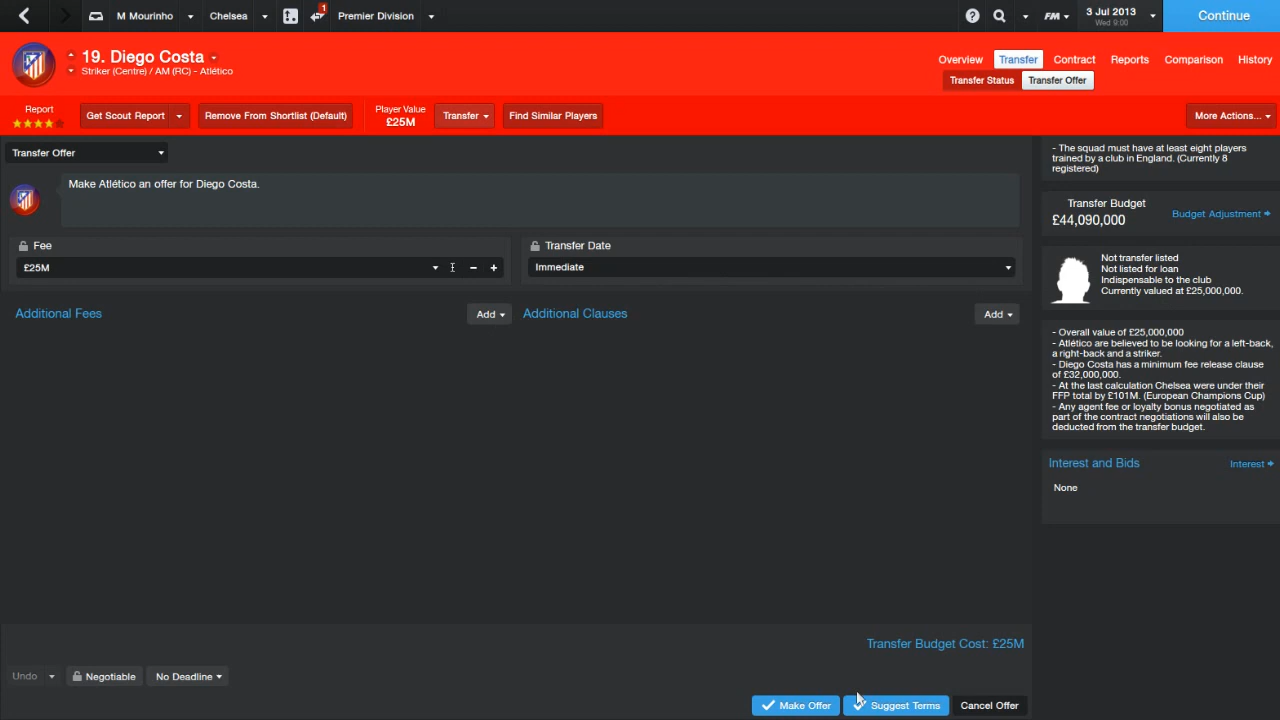 M Mourinho
Chelsea
1
Premier Division
FM
3 Jul 2013
Wed 9:00
Continue
19. Diego Costa
Striker (Centre) / AM (RC) - Atlético
Overview
Transfer
Contract
Reports
Comparison
History
Transfer Status
Transfer Offer
Report
Get Scout Report
Remove From Shortlist (Default)
Player Value
£25M
Transfer
Find Similar Players
More Actions...
Transfer Offer
Make Atlético an offer for Diego Costa.
Fee
£25M
Transfer Date
Immediate
Additional Fees
Add
Additional Clauses
Add
- The squad must have at least eight players
trained by a club in England. (Currently 8
registered)
Transfer Budget
£44,090,000
Budget Adjustment
Not transfer listed
Not listed for loan
Indispensable to the club
Currently valued at £25,000,000.
- Overall value of £25,000,000
- Atlético are believed to be looking for a left-back,
a right-back and a striker.
- Diego Costa has a minimum fee release clause
of £32,000,000.
- At the last calculation Chelsea were under their
FFP total by £101M. (European Champions Cup)
- Any agent fee or loyalty bonus negotiated as
part of the contract negotiations will also be
deducted from the transfer budget.
Interest and Bids
Interest
None
Transfer Budget Cost: £25M
Undo
Negotiable
No Deadline
Make Offer
Suggest Terms
Cancel Offer